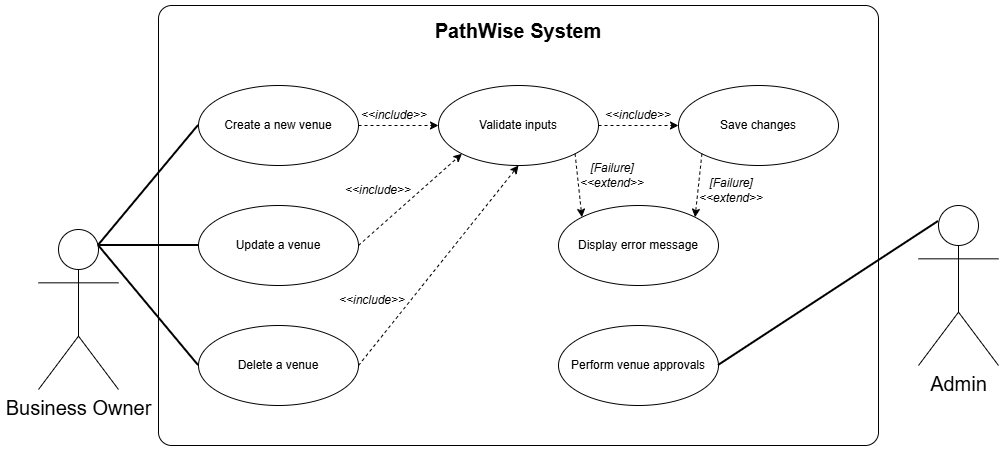 PathWise System
Create a new venue
<<include>>
Validate inputs
<<include>>
Save changes
[Failure]
<<extend>>
[Failure]
<<extend>>
<<include>>
Update a venue
Display error message
<<include>>
Delete a venue
Perform venue approvals
Business Owner
Admin